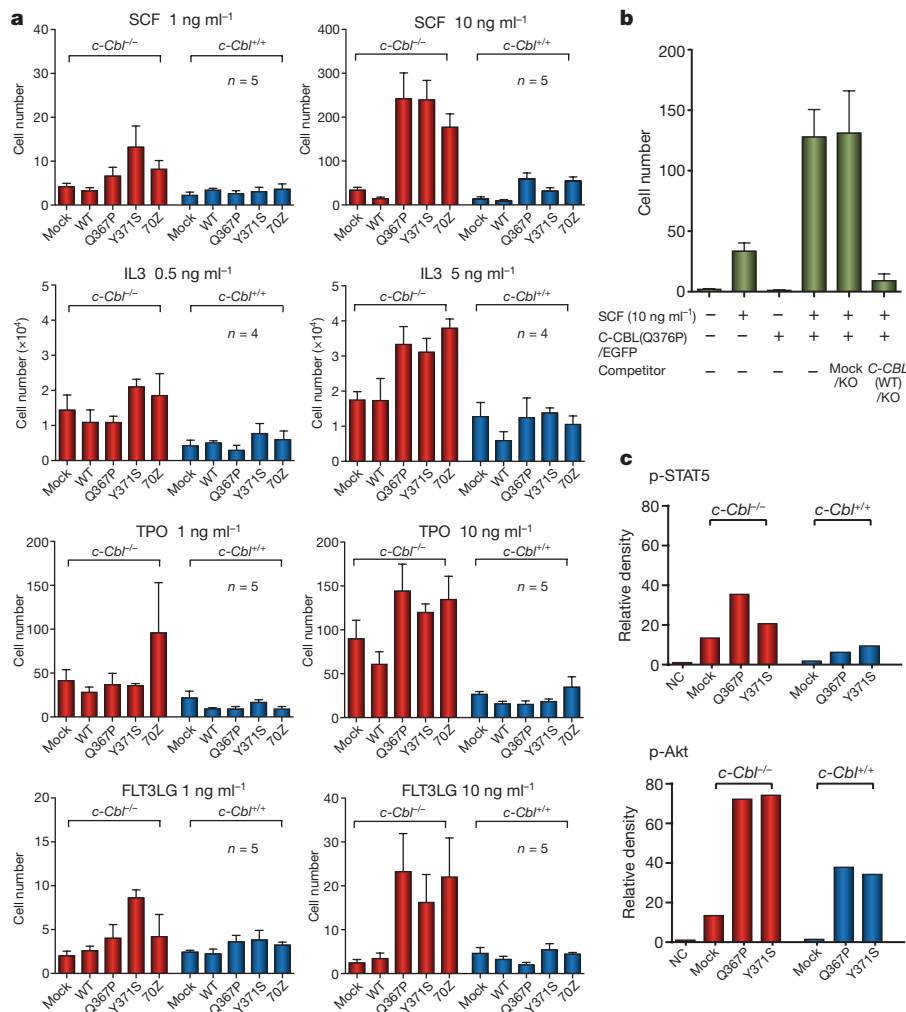 a
SCF 1 ng ml⁻¹
c-Cbl⁻/⁻
c-Cbl⁺/⁺
n = 5
Cell number
40
30
20
10
0
Mock
WT
Q367P
Y371S
70Z
Mock
WT
Q367P
Y371S
70Z
SCF 10 ng ml⁻¹
c-Cbl⁻/⁻
c-Cbl⁺/⁺
n = 5
Cell number
400
300
200
100
0
Mock
WT
Q367P
Y371S
70Z
Mock
WT
Q367P
Y371S
70Z
IL3 0.5 ng ml⁻¹
c-Cbl⁻/⁻
c-Cbl⁺/⁺
n = 4
Cell number (×10⁴)
5
4
3
2
1
0
Mock
WT
Q367P
Y371S
70Z
Mock
WT
Q367P
Y371S
70Z
IL3 5 ng ml⁻¹
c-Cbl⁻/⁻
c-Cbl⁺/⁺
n = 4
Cell number (×10⁴)
5
4
3
2
1
0
Mock
WT
Q367P
Y371S
70Z
Mock
WT
Q367P
Y371S
70Z
TPO 1 ng ml⁻¹
c-Cbl⁻/⁻
c-Cbl⁺/⁺
n = 5
Cell number
200
150
100
50
0
Mock
WT
Q367P
Y371S
70Z
Mock
WT
Q367P
Y371S
70Z
TPO 10 ng ml⁻¹
c-Cbl⁻/⁻
c-Cbl⁺/⁺
n = 5
Cell number
200
150
100
50
0
Mock
WT
Q367P
Y371S
70Z
Mock
WT
Q367P
Y371S
70Z
FLT3LG 1 ng ml⁻¹
c-Cbl⁻/⁻
c-Cbl⁺/⁺
n = 5
Cell number
20
15
10
5
0
Mock
WT
Q367P
Y371S
70Z
Mock
WT
Q367P
Y371S
70Z
FLT3LG 10 ng ml⁻¹
c-Cbl⁻/⁻
c-Cbl⁺/⁺
n = 5
Cell number
40
30
20
10
0
Mock
WT
Q367P
Y371S
70Z
Mock
WT
Q367P
Y371S
70Z
b
Cell number
200
150
100
50
0
SCF (10 ng ml⁻¹) − + − + + +
C-CBL(Q376P) − − + + + +
/EGFP
Competitor − − − − Mock C-CBL
/KO (WT)
/KO
c
p-STAT5
c-Cbl⁻/⁻
c-Cbl⁺/⁺
Relative density
80
60
40
20
0
NC
Mock
Q367P
Y371S
Mock
Q367P
Y371S
p-Akt
c-Cbl⁻/⁻
c-Cbl⁺/⁺
Relative density
80
60
40
20
0
NC
Mock
Q367P
Y371S
Mock
Q367P
Y371S